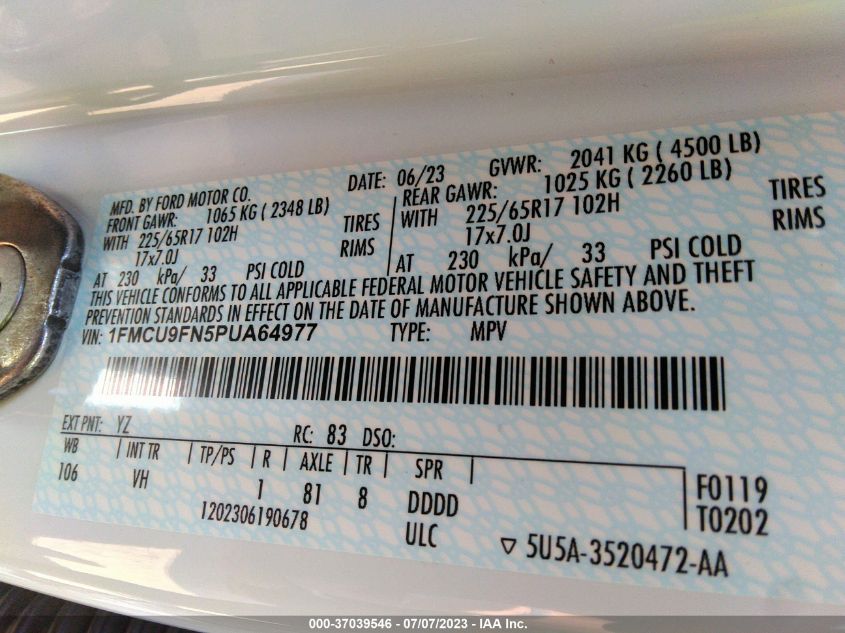 MFD. BY FORD MOTOR CO. DATE: 06/23 GVWR: 2041 KG ( 4500 LB)
FRONT GAWR: 1065 KG ( 2348 LB) REAR GAWR: 1025 KG ( 2260 LB)
WITH 225/65R17 102H TIRES WITH 225/65R17 102H TIRES
17x7.0J RIMS 17x7.0J RIMS
AT 230 kPa/ 33 PSI COLD AT 230 kPa/ 33 PSI COLD
THIS VEHICLE CONFORMS TO ALL APPLICABLE FEDERAL MOTOR VEHICLE SAFETY AND THEFT
PREVENTION STANDARDS IN EFFECT ON THE DATE OF MANUFACTURE SHOWN ABOVE.
VIN: 1FMCU9FN5PUA64977 TYPE: MPV
EXT PNT: YZ RC: 83 DSO:
WB INT TR TP/PS R AXLE TR SPR
106 VH 1 81 8 DDDD F0119
1202306190678 ULC T0202
▽ 5U5A-3520472-AA
000-37039546 - 07/07/2023 - IAA Inc.